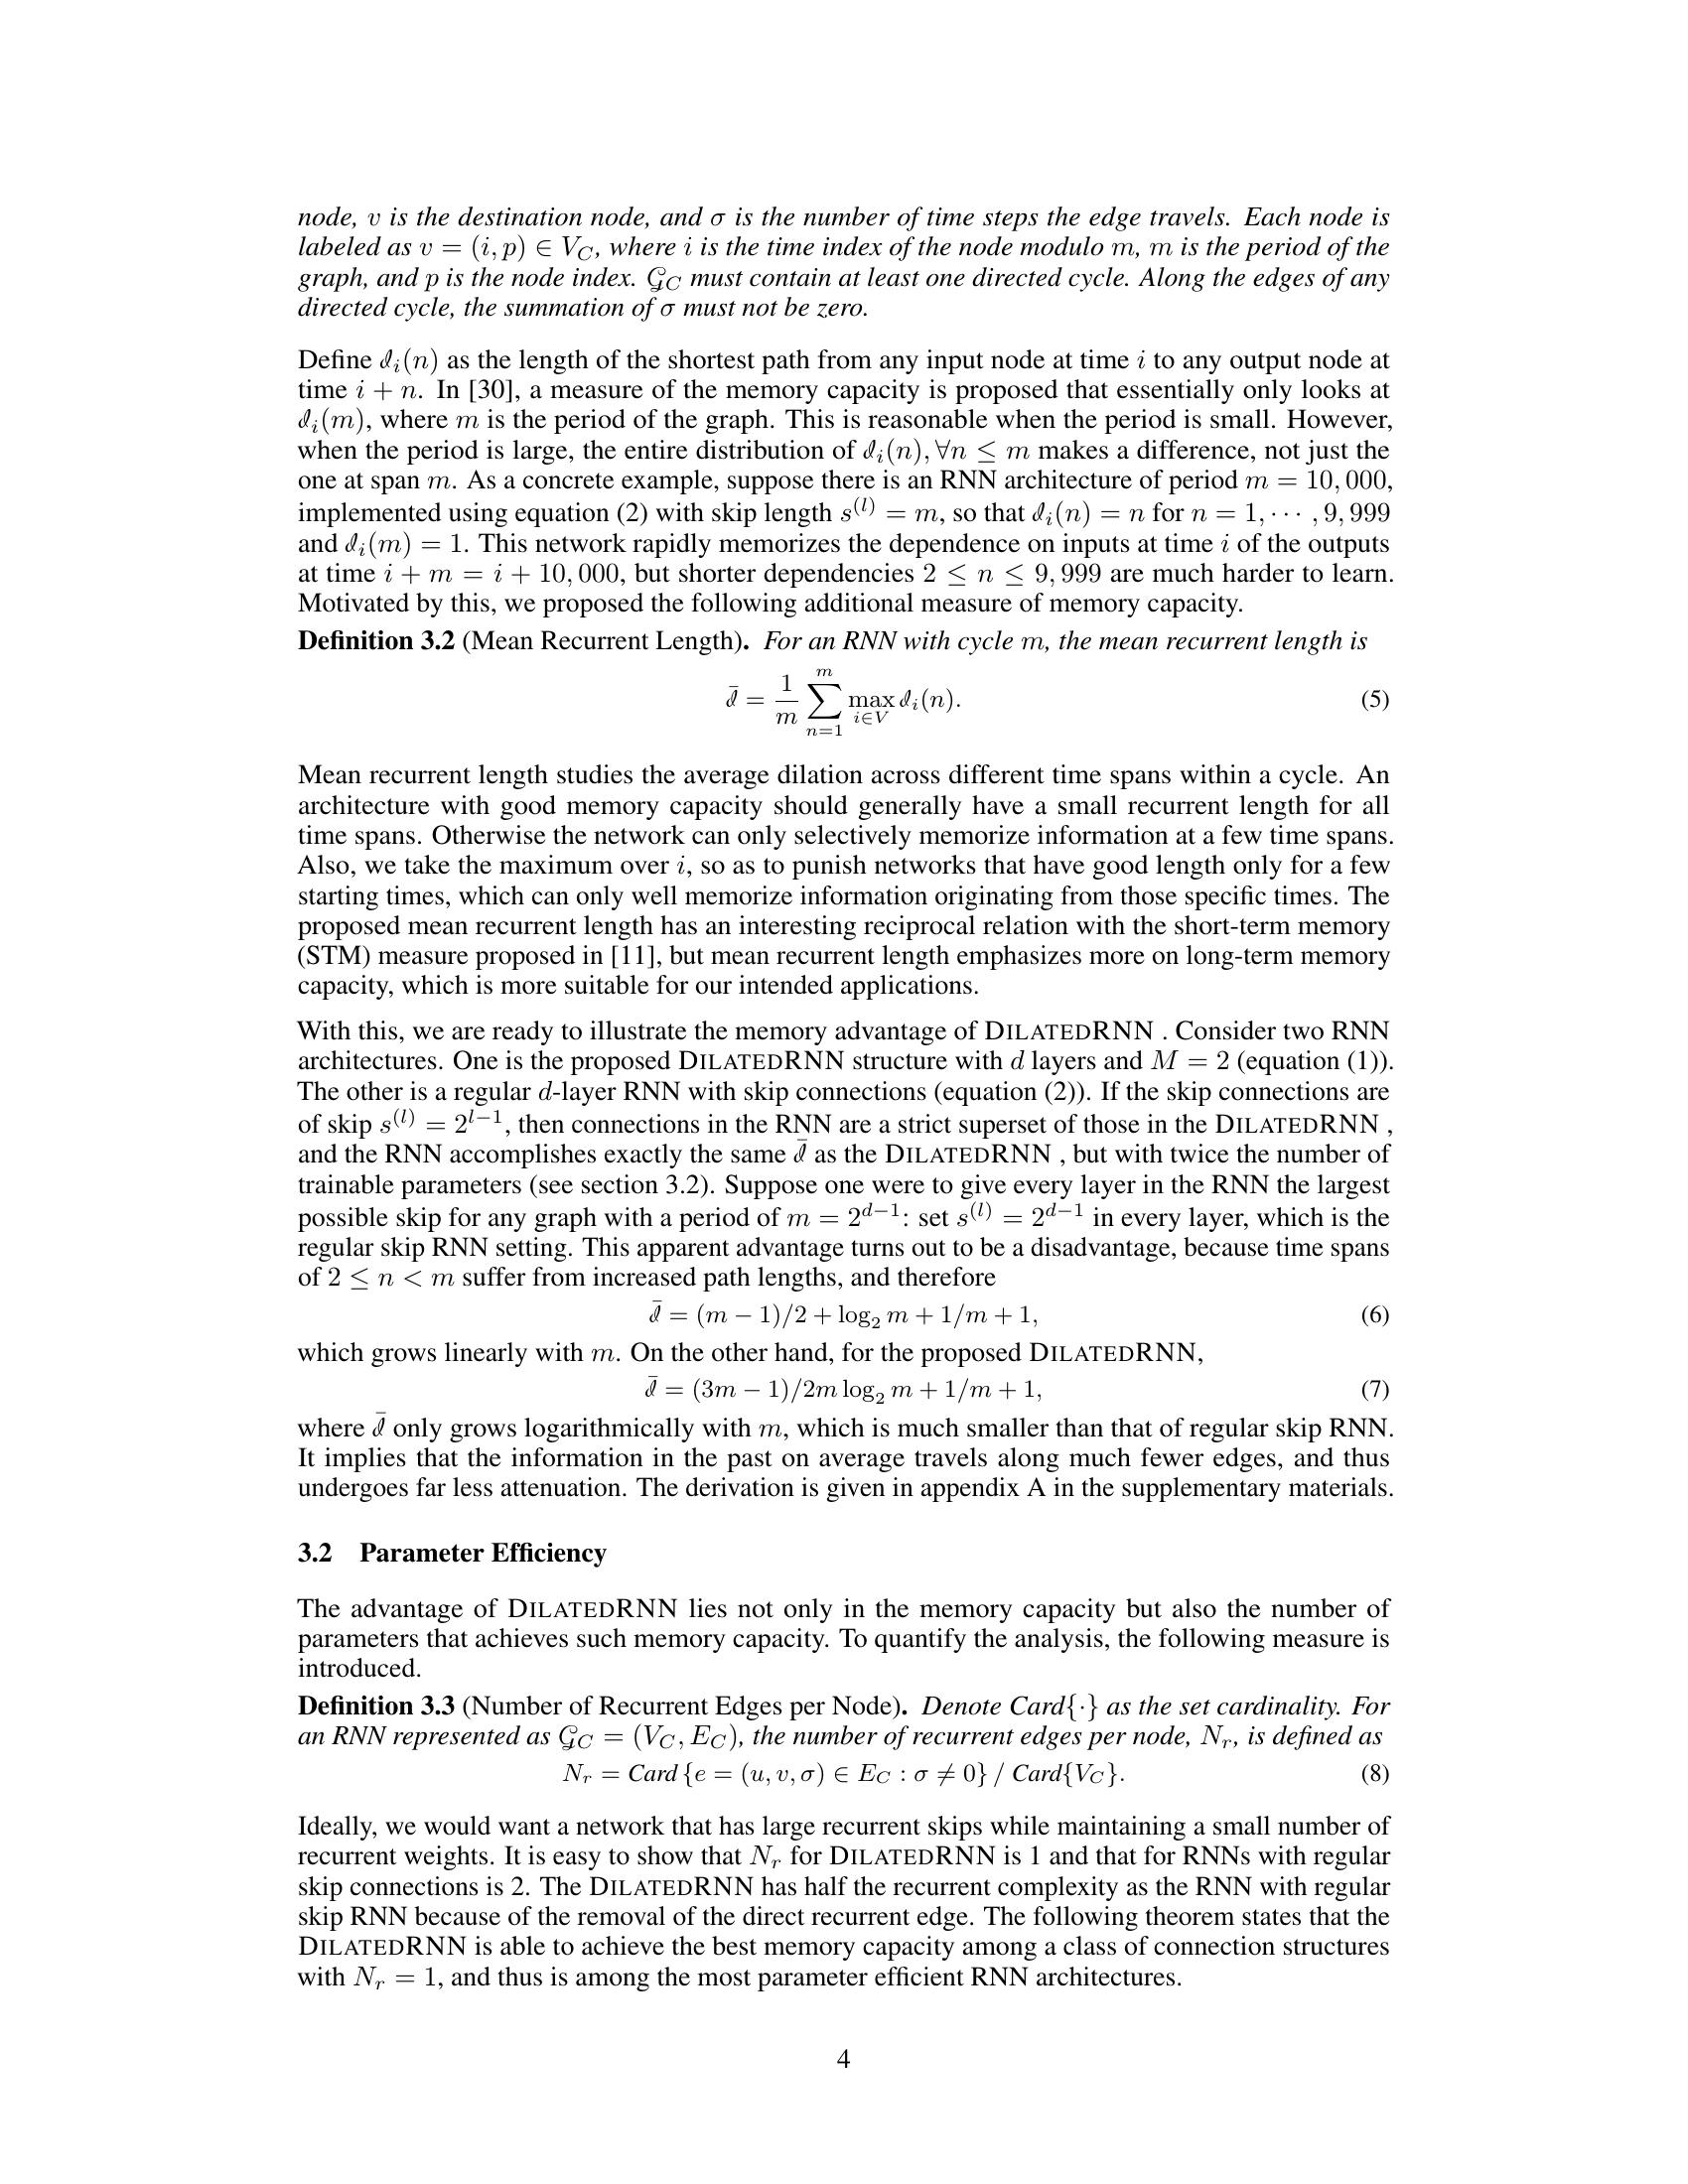 node, v is the destination node, and σ is the number of time steps the edge travels. Each node is
labeled as v = (i, p) ∈ V_C, where i is the time index of the node modulo m, m is the period of the
graph, and p is the node index. 𝒢_C must contain at least one directed cycle. Along the edges of any
directed cycle, the summation of σ must not be zero.
Define 𝒹_i(n) as the length of the shortest path from any input node at time i to any output node at
time i + n. In [30], a measure of the memory capacity is proposed that essentially only looks at
𝒹_i(m), where m is the period of the graph. This is reasonable when the period is small. However,
when the period is large, the entire distribution of 𝒹_i(n), ∀n ≤ m makes a difference, not just the
one at span m. As a concrete example, suppose there is an RNN architecture of period m = 10, 000,
implemented using equation (2) with skip length s^(l) = m, so that 𝒹_i(n) = n for n = 1, ··· , 9, 999
and 𝒹_i(m) = 1. This network rapidly memorizes the dependence on inputs at time i of the outputs
at time i + m = i + 10, 000, but shorter dependencies 2 ≤ n ≤ 9, 999 are much harder to learn.
Motivated by this, we proposed the following additional measure of memory capacity.
Definition 3.2 (Mean Recurrent Length). For an RNN with cycle m, the mean recurrent length is
𝒹̄ = 1/m ∑_{n=1}^{m} max_{i∈V} 𝒹_i(n). (5)
Mean recurrent length studies the average dilation across different time spans within a cycle. An
architecture with good memory capacity should generally have a small recurrent length for all
time spans. Otherwise the network can only selectively memorize information at a few time spans.
Also, we take the maximum over i, so as to punish networks that have good length only for a few
starting times, which can only well memorize information originating from those specific times. The
proposed mean recurrent length has an interesting reciprocal relation with the short-term memory
(STM) measure proposed in [11], but mean recurrent length emphasizes more on long-term memory
capacity, which is more suitable for our intended applications.
With this, we are ready to illustrate the memory advantage of DILATEDRNN . Consider two RNN
architectures. One is the proposed DILATEDRNN structure with d layers and M = 2 (equation (1)).
The other is a regular d-layer RNN with skip connections (equation (2)). If the skip connections are
of skip s^(l) = 2^{l−1}, then connections in the RNN are a strict superset of those in the DILATEDRNN ,
and the RNN accomplishes exactly the same 𝒹̄ as the DILATEDRNN , but with twice the number of
trainable parameters (see section 3.2). Suppose one were to give every layer in the RNN the largest
possible skip for any graph with a period of m = 2^{d−1}: set s^(l) = 2^{d−1} in every layer, which is the
regular skip RNN setting. This apparent advantage turns out to be a disadvantage, because time spans
of 2 ≤ n < m suffer from increased path lengths, and therefore
𝒹̄ = (m − 1)/2 + log₂ m + 1/m + 1, (6)
which grows linearly with m. On the other hand, for the proposed DILATEDRNN,
𝒹̄ = (3m − 1)/2m log₂ m + 1/m + 1, (7)
where 𝒹̄ only grows logarithmically with m, which is much smaller than that of regular skip RNN.
It implies that the information in the past on average travels along much fewer edges, and thus
undergoes far less attenuation. The derivation is given in appendix A in the supplementary materials.
3.2 Parameter Efficiency
The advantage of DILATEDRNN lies not only in the memory capacity but also the number of
parameters that achieves such memory capacity. To quantify the analysis, the following measure is
introduced.
Definition 3.3 (Number of Recurrent Edges per Node). Denote Card{·} as the set cardinality. For
an RNN represented as 𝒢_C = (V_C, E_C), the number of recurrent edges per node, N_r, is defined as
N_r = Card {e = (u, v, σ) ∈ E_C : σ ≠ 0} / Card{V_C}. (8)
Ideally, we would want a network that has large recurrent skips while maintaining a small number of
recurrent weights. It is easy to show that N_r for DILATEDRNN is 1 and that for RNNs with regular
skip connections is 2. The DILATEDRNN has half the recurrent complexity as the RNN with regular
skip RNN because of the removal of the direct recurrent edge. The following theorem states that the
DILATEDRNN is able to achieve the best memory capacity among a class of connection structures
with N_r = 1, and thus is among the most parameter efficient RNN architectures.
4